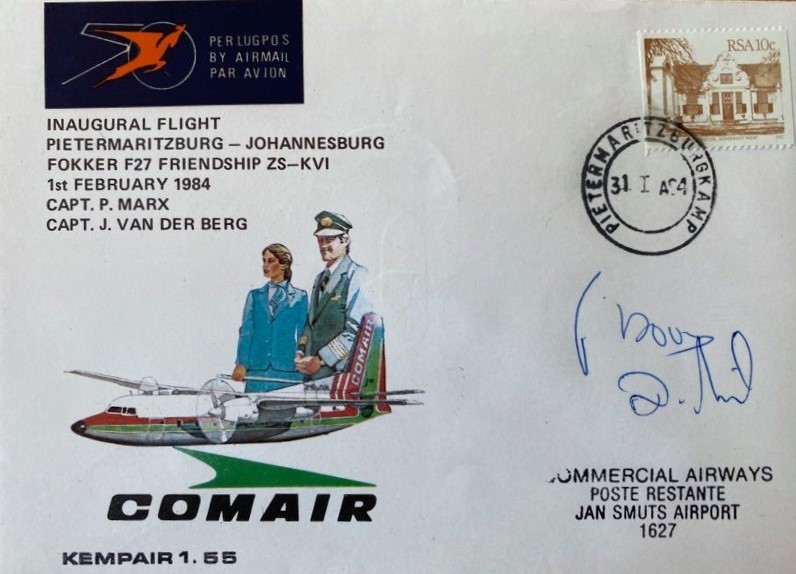 PER LUGPOS
BY AIRMAIL
PAR AVION
INAUGURAL FLIGHT
PIETERMARITZBURG – JOHANNESBURG
FOKKER F27 FRIENDSHIP ZS–KVI
1st FEBRUARY 1984
CAPT. P. MARX
CAPT. J. VAN DER BERG
RSA 10c
PIETERMARITZBURGKAMP
31 I
COMAIR
COMAIR
KEMPAIR 1.55
COMMERCIAL AIRWAYS
POSTE RESTANTE
JAN SMUTS AIRPORT
1627